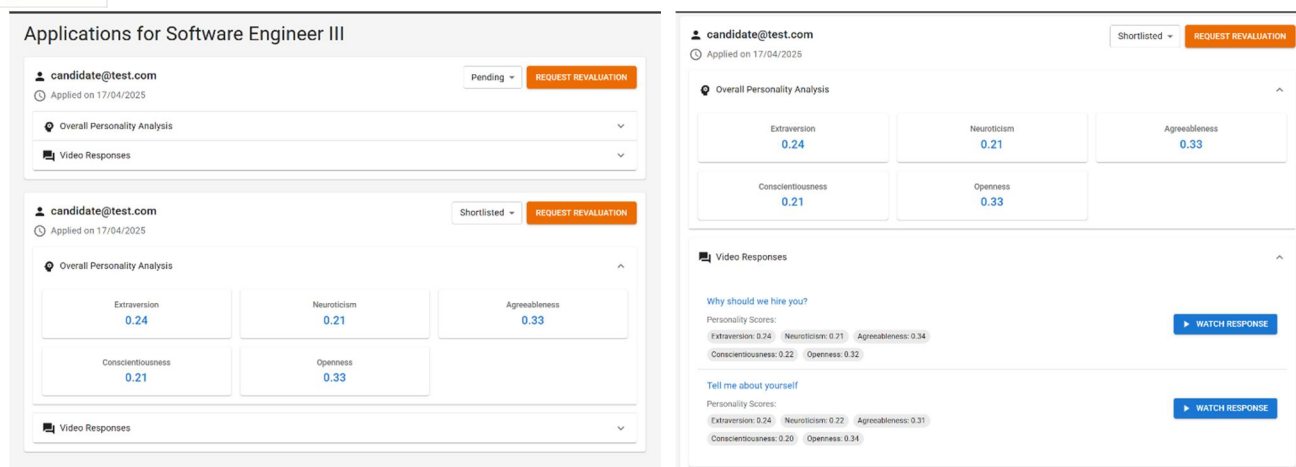 Applications for Software Engineer III
candidate@test.com
Pending
REQUEST REVALUATION
Applied on 17/04/2025
Overall Personality Analysis
Video Responses
candidate@test.com
Shortlisted
REQUEST REVALUATION
Applied on 17/04/2025
Overall Personality Analysis
Extraversion
0.24
Neuroticism
0.21
Agreeableness
0.33
Conscientiousness
0.21
Openness
0.33
Video Responses
candidate@test.com
Shortlisted
REQUEST REVALUATION
Applied on 17/04/2025
Overall Personality Analysis
Extraversion
0.24
Neuroticism
0.21
Agreeableness
0.33
Conscientiousness
0.21
Openness
0.33
Video Responses
Why should we hire you?
Personality Scores:
Extraversion: 0.24 Neuroticism: 0.21 Agreeableness: 0.34
Conscientiousness: 0.22 Openness: 0.32
WATCH RESPONSE
Tell me about yourself
Personality Scores:
Extraversion: 0.24 Neuroticism: 0.22 Agreeableness: 0.31
Conscientiousness: 0.20 Openness: 0.34
WATCH RESPONSE